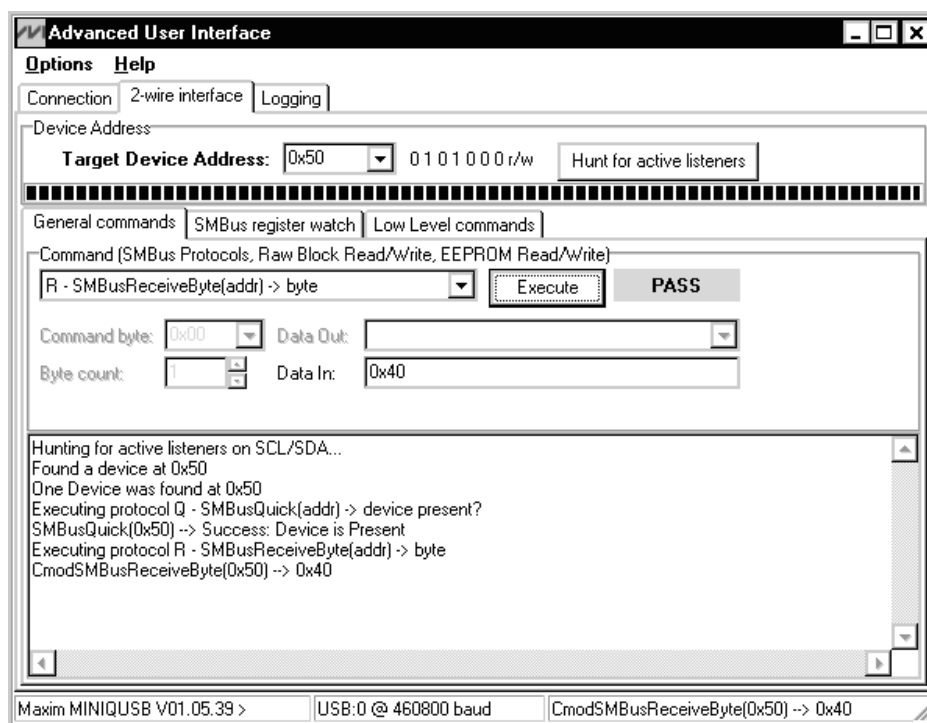 Advanced User Interface
Options Help
Connection 2-wire interface Logging
Device Address
Target Device Address: 0x50 0 1 0 1 0 0 0 r/w Hunt for active listeners
General commands SMBus register watch Low Level commands
Command (SMBus Protocols, Raw Block Read/Write, EEPROM Read/Write)
R - SMBusReceiveByte(addr) -> byte Execute PASS
Command byte: 0x00 Data Out:
Byte count: 1 Data In: 0x40
Hunting for active listeners on SCL/SDA...
Found a device at 0x50
One Device was found at 0x50
Executing protocol Q - SMBusQuick(addr) -> device present?
SMBusQuick(0x50) --> Success: Device is Present
Executing protocol R - SMBusReceiveByte(addr) -> byte
CmodSMBusReceiveByte(0x50) --> 0x40
Maxim MINIQUSB V01.05.39 > USB:0 @ 460800 baud CmodSMBusReceiveByte(0x50) --> 0x40